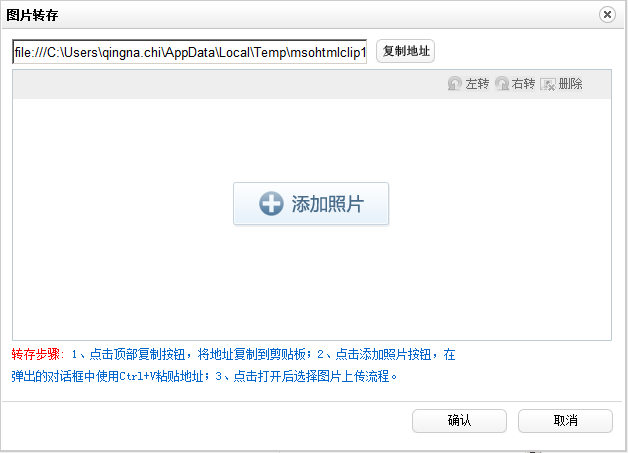 图片转存
file:///C:\Users\qingna.chi\AppData\Local\Temp\msohtmlclip1
复制地址
左转 右转 删除
添加照片
转存步骤: 1、点击顶部复制按钮，将地址复制到剪贴板；2、点击添加照片按钮，在
弹出的对话框中使用Ctrl+V粘贴地址；3、点击打开后选择图片上传流程。
确认 取消